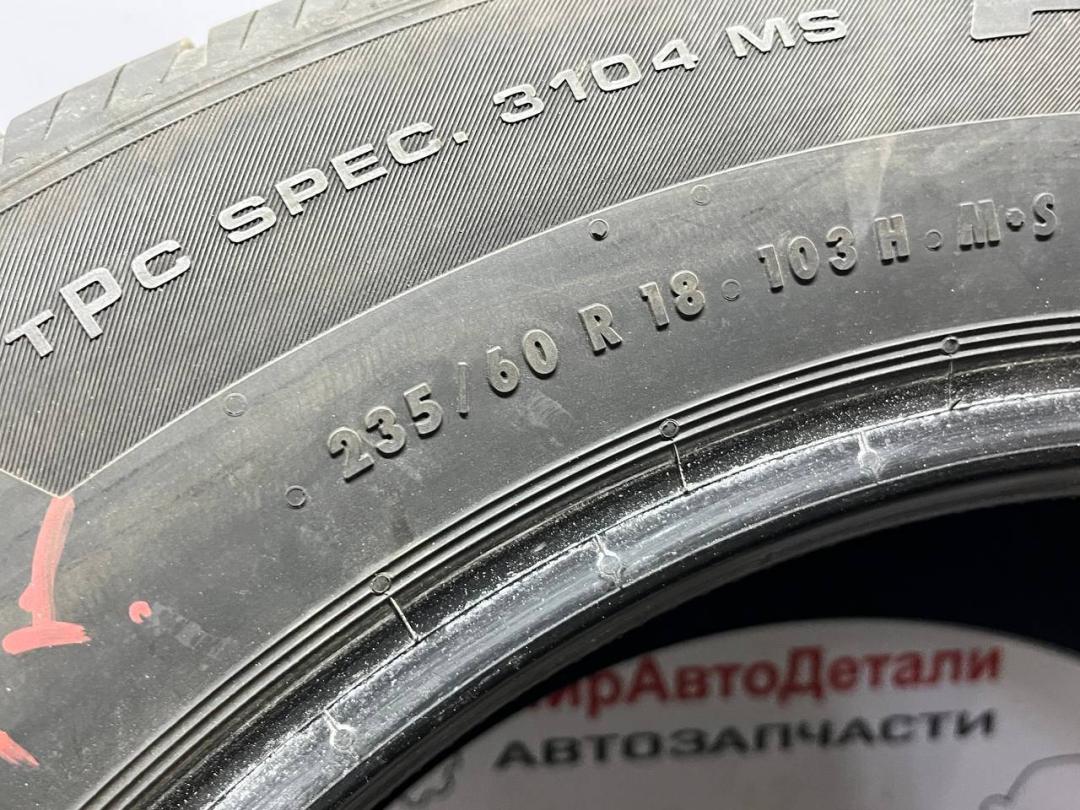 TPC SPEC. 3104 MS
235/60 R 18 · 103 H · M·S
ирАвтоДетали
АВТОЗАПЧАСТИ